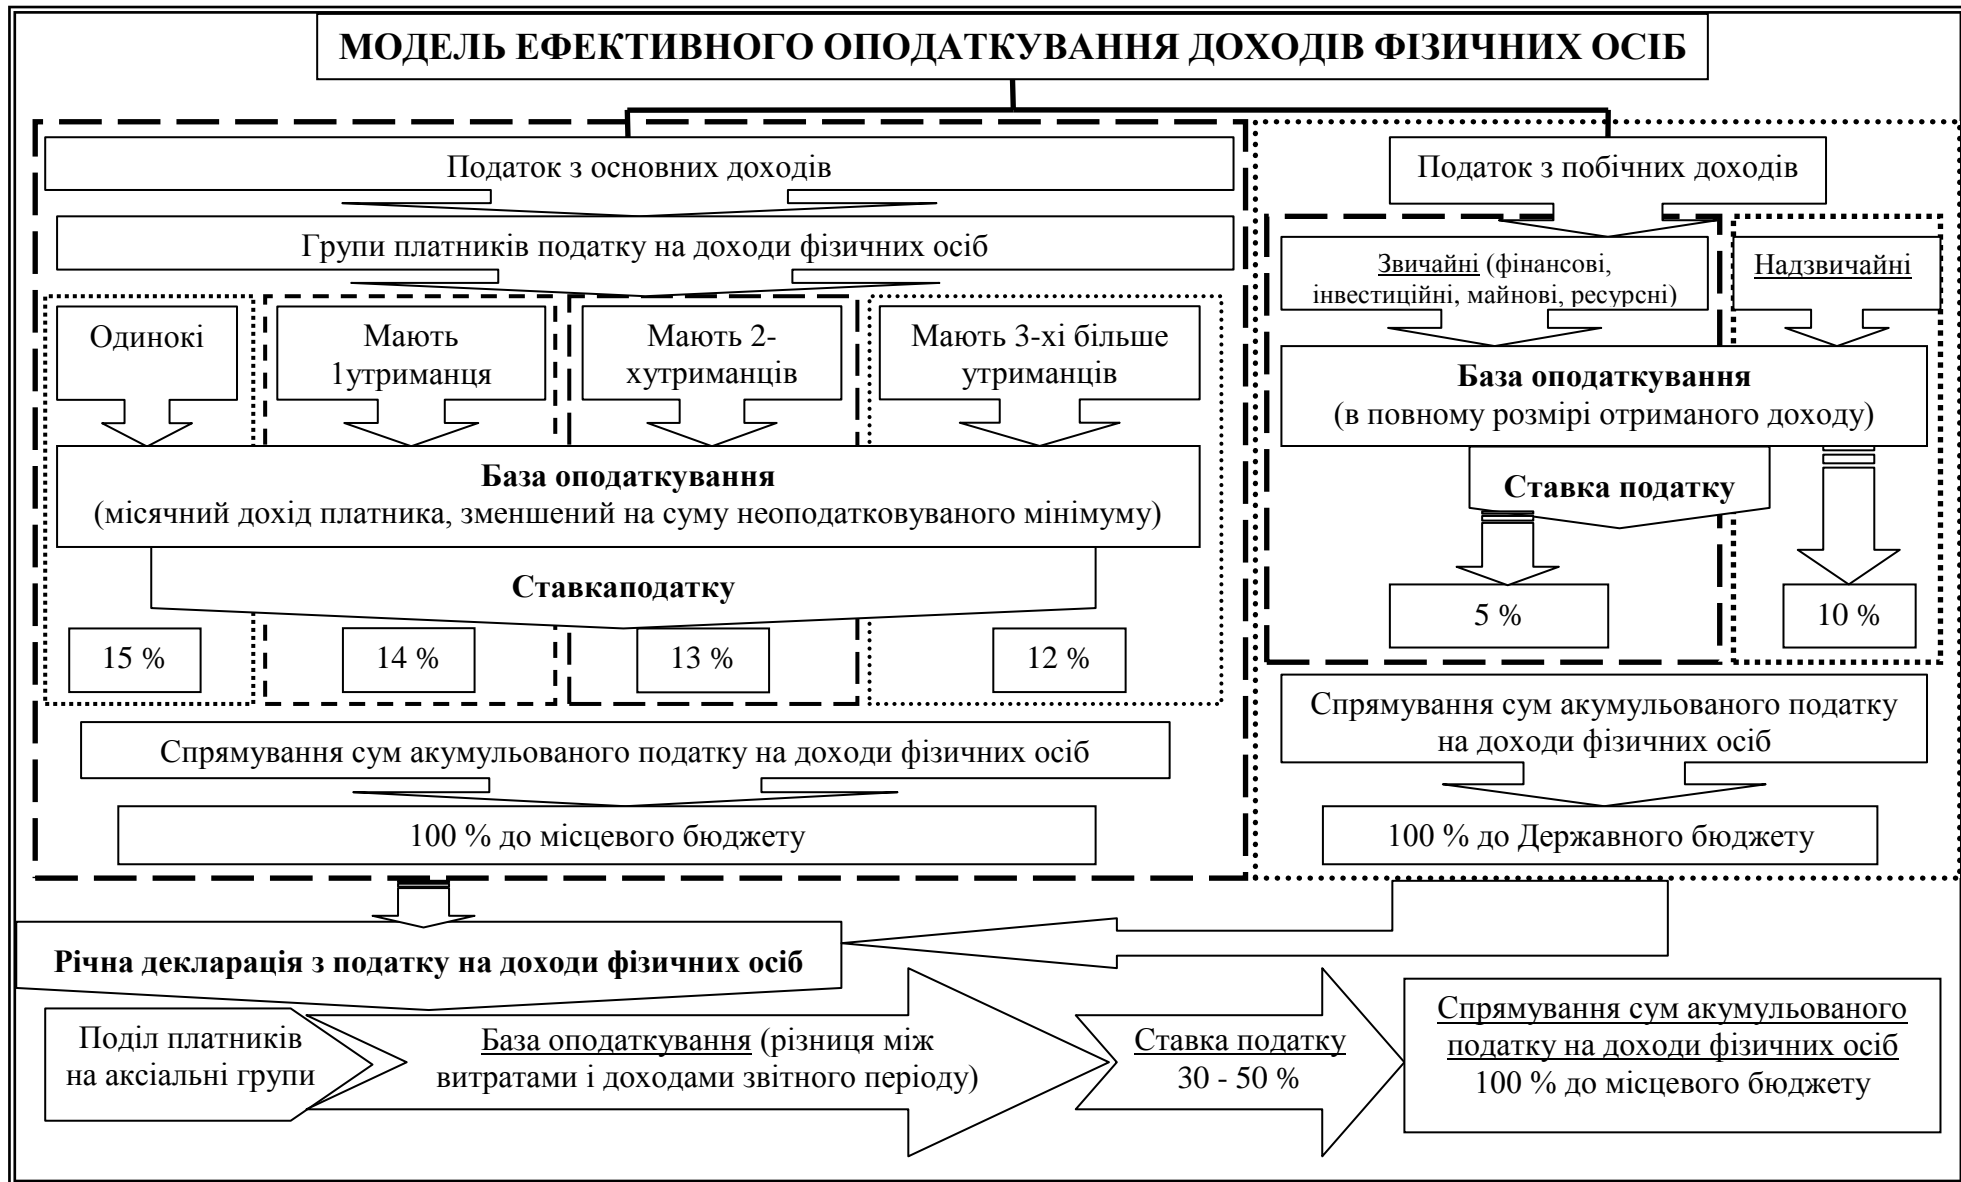 МОДЕЛЬ ЕФЕКТИВНОГО ОПОДАТКУВАННЯ ДОХОДІВ ФІЗИЧНИХ ОСІБ
Податок з основних доходів
Групи платників податку на доходи фізичних осіб
Одинокі
Мають
1утриманця
Мають 2-
хутриманців
Мають 3-хі більше
утриманців
База оподаткування
(місячний дохід платника, зменшений на суму неоподатковуваного мінімуму)
Ставкаподатку
15 %
14 %
13 %
12 %
Спрямування сум акумульованого податку на доходи фізичних осіб
100 % до місцевого бюджету
Податок з побічних доходів
Звичайні (фінансові,
інвестиційні, майнові, ресурсні)
Надзвичайні
База оподаткування
(в повному розмірі отриманого доходу)
Ставка податку
5 %
10 %
Спрямування сум акумульованого податку
на доходи фізичних осіб
100 % до Державного бюджету
Річна декларація з податку на доходи фізичних осіб
Поділ платників
на аксіальні групи
База оподаткування (різниця між
витратами і доходами звітного періоду)
Ставка податку
30 - 50 %
Спрямування сум акумульованого
податку на доходи фізичних осіб
100 % до місцевого бюджету